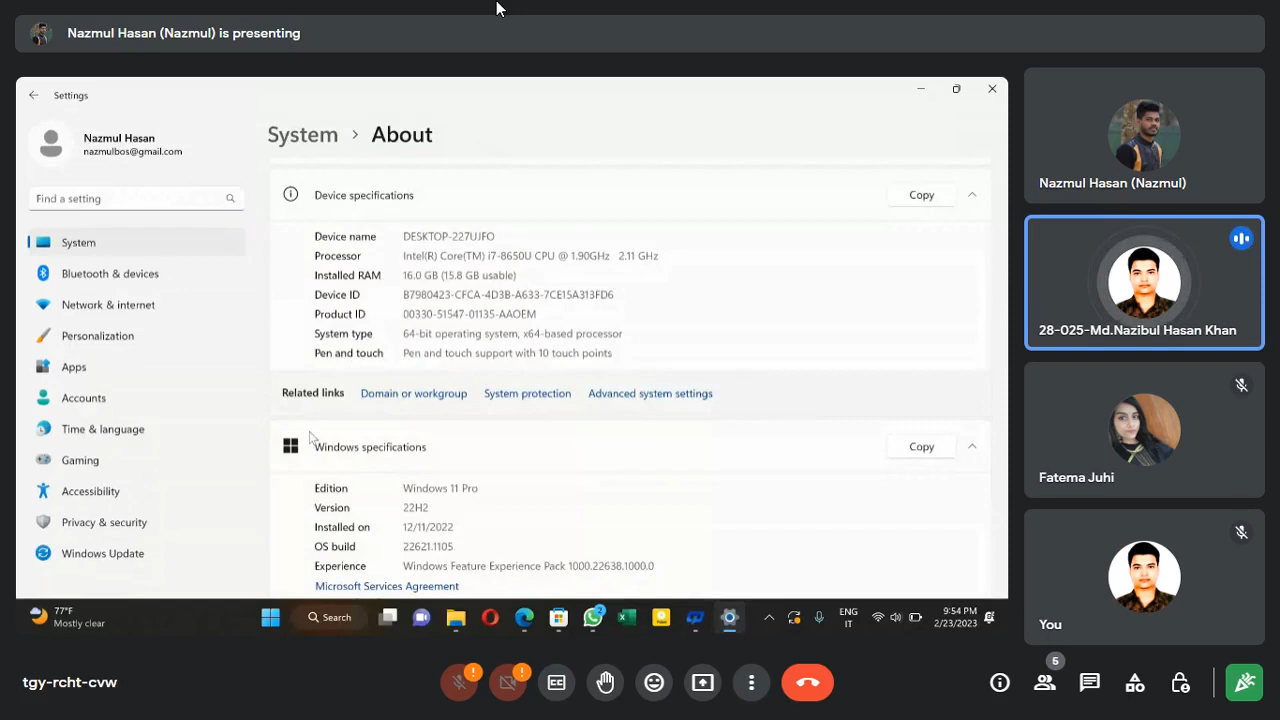 Nazmul Hasan (Nazmul) is presenting
Settings
Nazmul Hasan
nazmulbos@gmail.com
Find a setting
System
Bluetooth & devices
Network & internet
Personalization
Apps
Accounts
Time & language
Gaming
Accessibility
Privacy & security
Windows Update
System > About
Device specifications Copy
Device name DESKTOP-227UJFO
Processor Intel(R) Core(TM) i7-8650U CPU @ 1.90GHz 2.11 GHz
Installed RAM 16.0 GB (15.8 GB usable)
Device ID B7980423-CFCA-4D3B-A633-7CE15A313FD6
Product ID 00330-51547-01135-AAOEM
System type 64-bit operating system, x64-based processor
Pen and touch Pen and touch support with 10 touch points
Related links Domain or workgroup System protection Advanced system settings
Windows specifications Copy
Edition Windows 11 Pro
Version 22H2
Installed on 12/11/2022
OS build 22621.1105
Experience Windows Feature Experience Pack 1000.22638.1000.0
Microsoft Services Agreement
77°F
Mostly clear
Search
2
ENG
IT
9:54 PM
2/23/2023
Nazmul Hasan (Nazmul)
28-025-Md.Nazibul Hasan Khan
Fatema Juhi
You
tgy-rcht-cvw
5